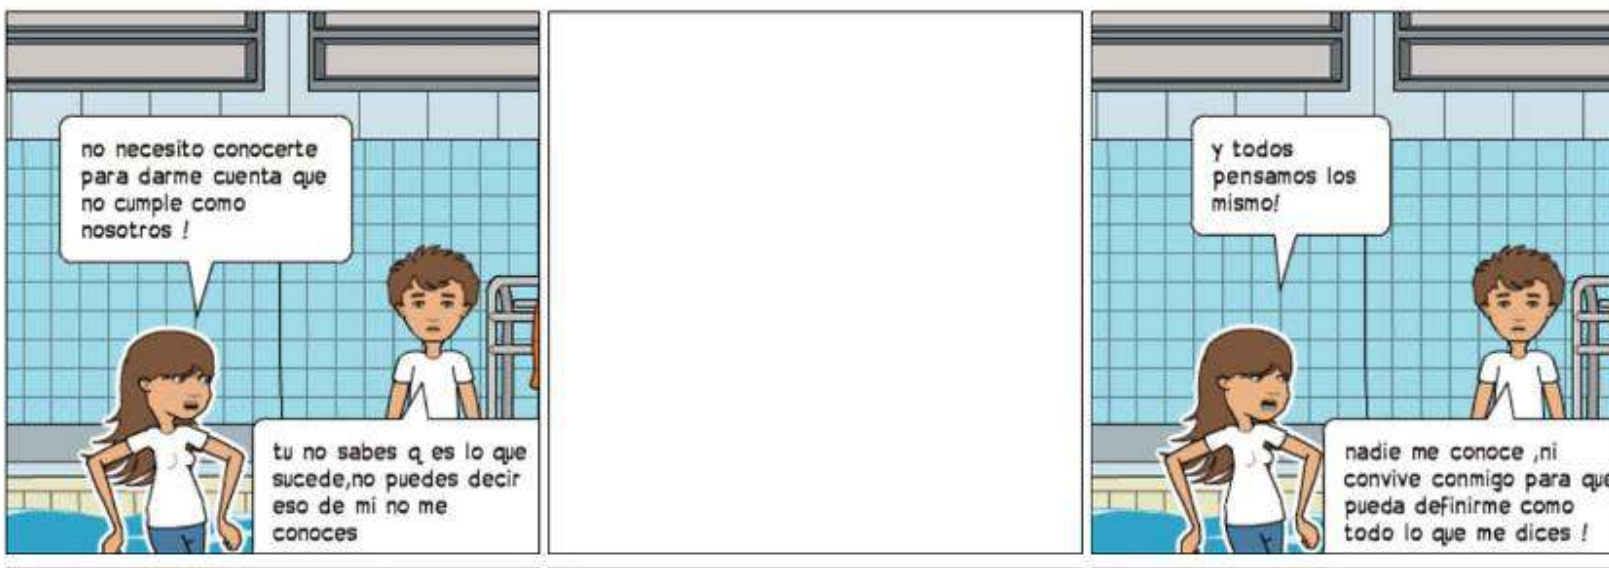 no necesito conocerte
para darme cuenta que
no cumple como
nosotros !
tu no sabes q es lo que
sucede,no puedes decir
eso de mi no me
conoces
y todos
pensamos los
mismo!
nadie me conoce ,ni
convive conmigo para que
pueda definirme como
todo lo que me dices !